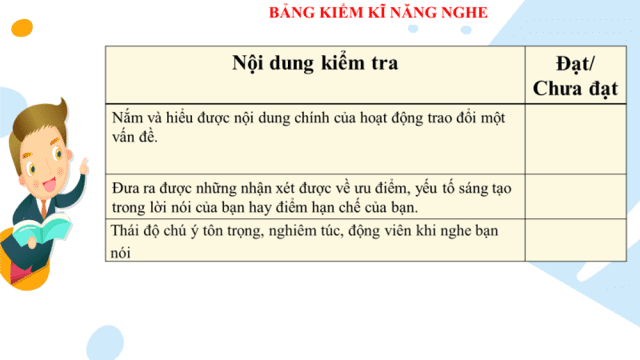 BẢNG KIỂM KĨ NĂNG NGHE
Nội dung kiểm tra
Đạt/
Chưa đạt
Nắm và hiểu được nội dung chính của hoạt động trao đổi một
vấn đề.
Đưa ra được những nhận xét được về ưu điểm, yếu tố sáng tạo
trong lời nói của bạn hay điểm hạn chế của bạn.
Thái độ chú ý tôn trọng, nghiêm túc, động viên khi nghe bạn
nói